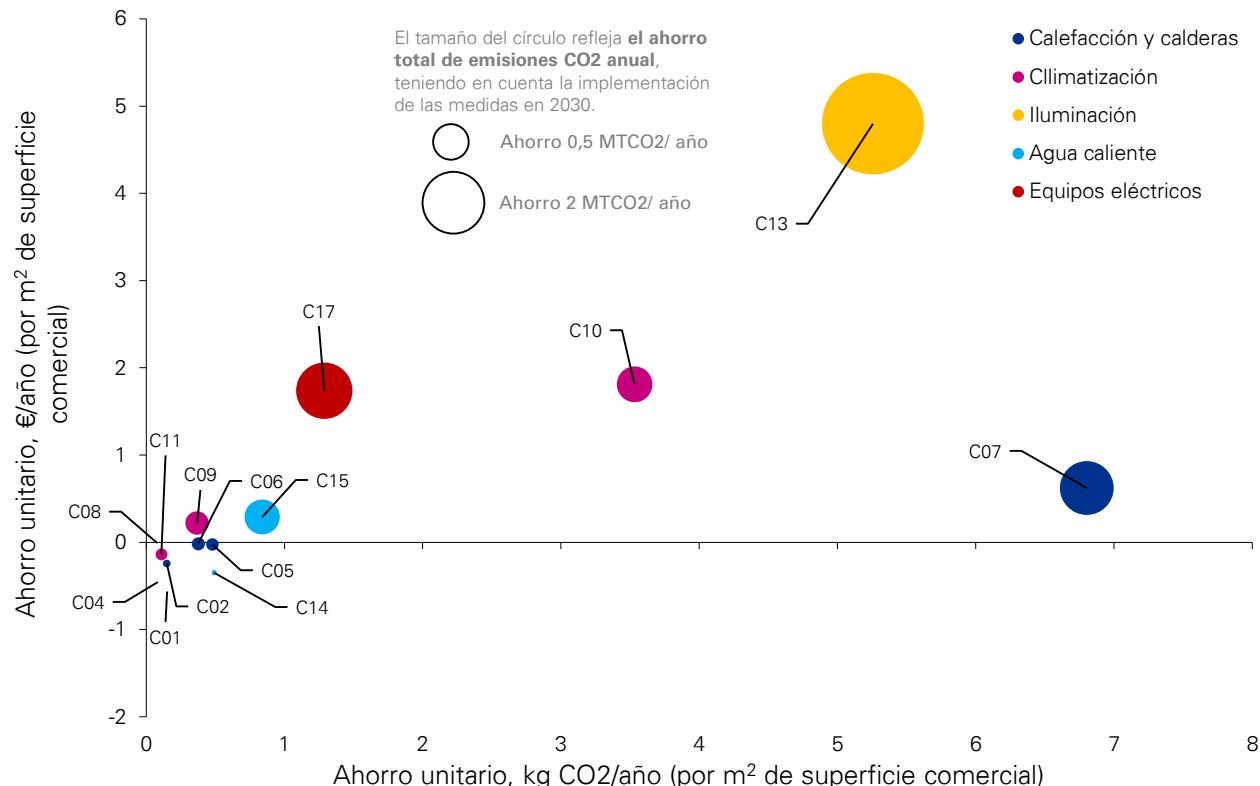 El tamaño del círculo refleja el ahorro
total de emisiones CO2 anual,
teniendo en cuenta la implementación
de las medidas en 2030.
Ahorro 0,5 MTCO2/ año
Ahorro 2 MTCO2/ año
Calefacción y calderas
Cllimatización
Iluminación
Agua caliente
Equipos eléctricos
Ahorro unitario, €/año (por m² de superficie
comercial)
6
5
4
3
2
1
0
-1
-2
C13
C17
C10
C07
C11
C09
C06
C15
C08
C05
C04
C02
C14
C01
0
1
2
3
4
5
6
7
8
Ahorro unitario, kg CO2/año (por m² de superficie comercial)